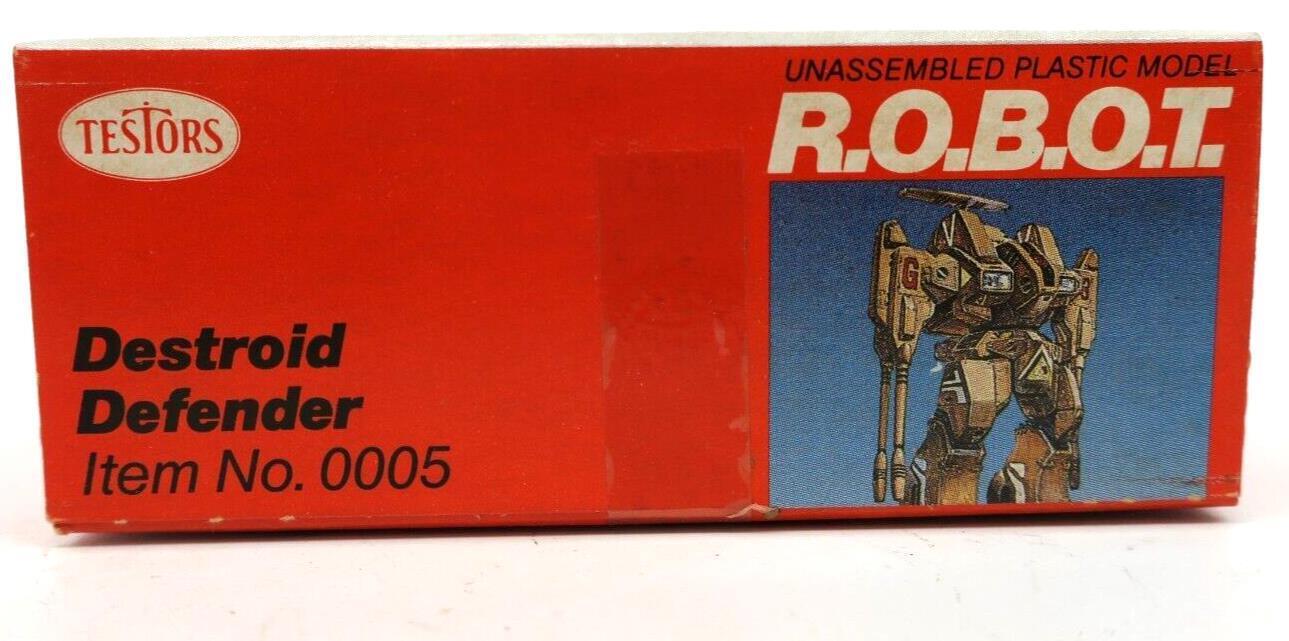 TESTORS
UNASSEMBLED PLASTIC MODEL
R.O.B.O.T.
G
Destroid
Defender
Item No. 0005